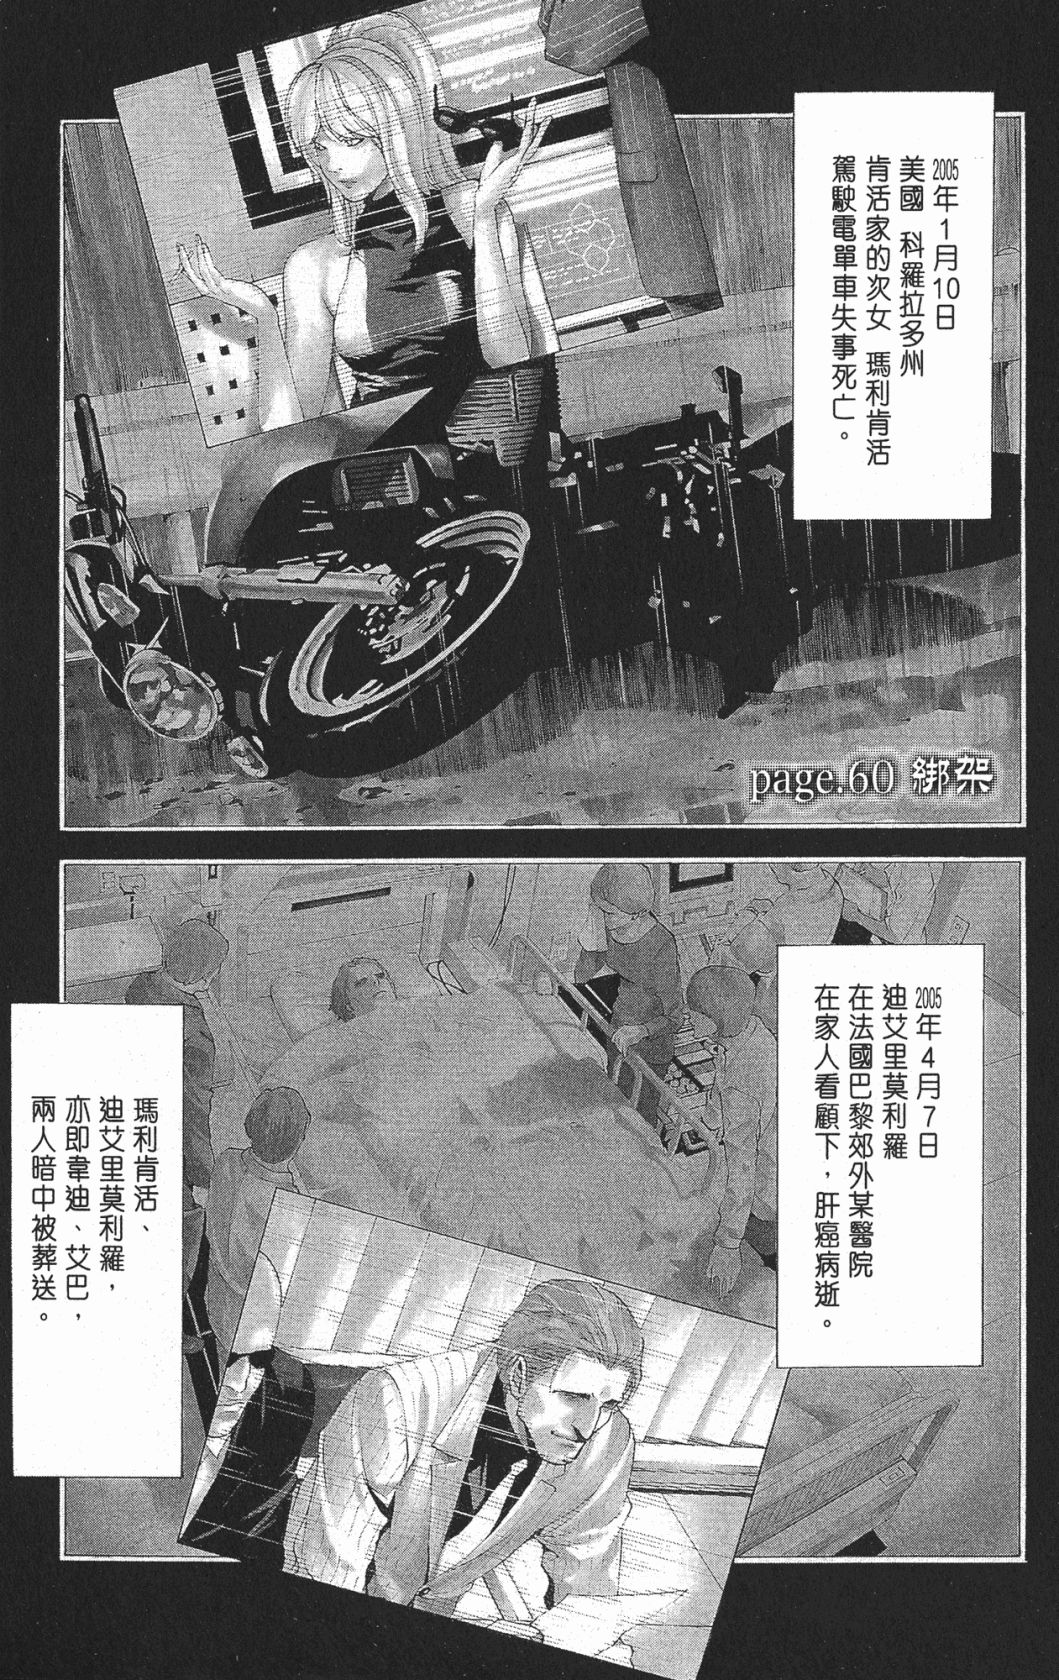 2005年1月10日
美國 科羅拉多州
肯活家的次女 瑪利肯活
駕駛電單車失事死亡。
page.60 綁架
2005年4月7日
迪艾里莫利羅
在法國巴黎郊外某醫院
在家人看顧下，肝癌病逝。
瑪利肯活、
迪艾里莫利羅，
亦即韋迪、艾巴，
兩人暗中被葬送。